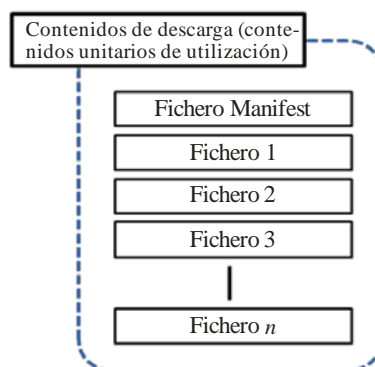 Contenidos de descarga (conte-
nidos unitarios de utilización)
Fichero Manifest
Fichero 1
Fichero 2
Fichero 3
Fichero n